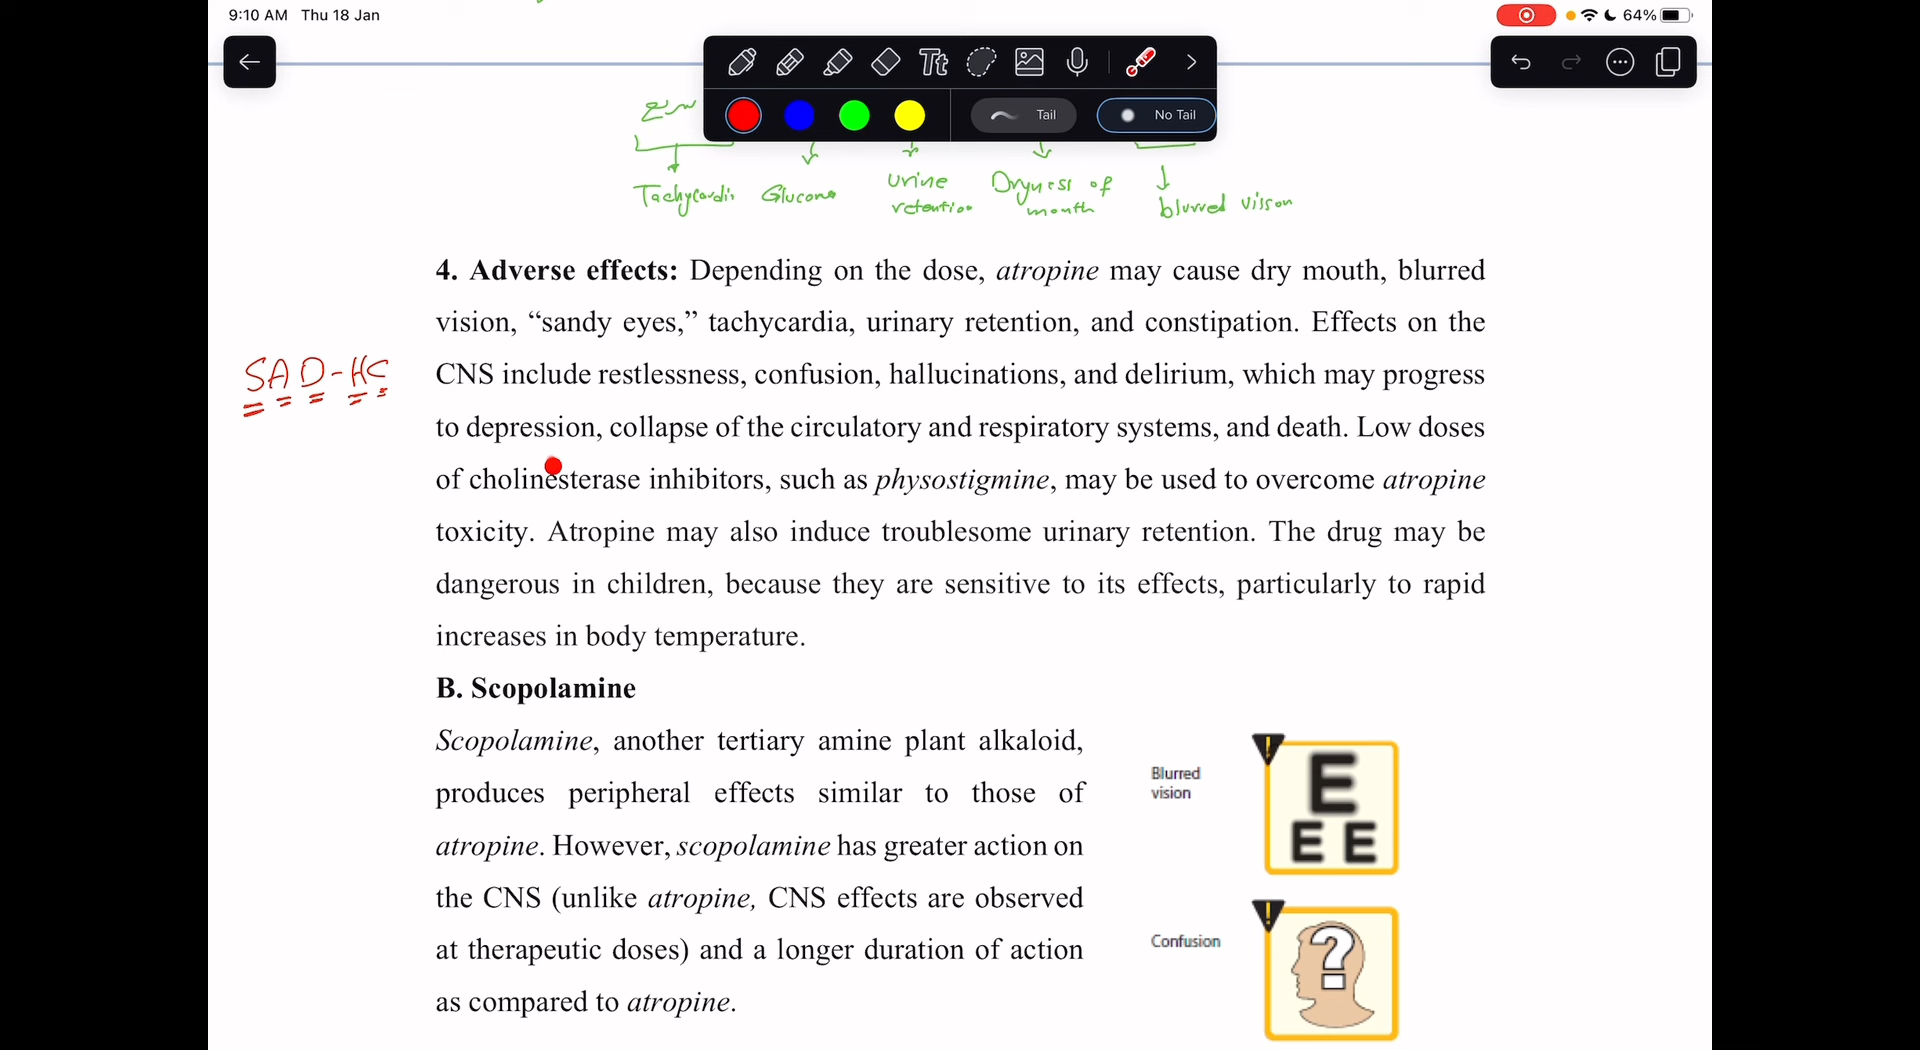 9:10 AM Thu 18 Jan
64%
Tt
Tail
No Tail
Tachycardia Glucoma urine retention Dryness of mouth blurred vission
4. Adverse effects: Depending on the dose, atropine may cause dry mouth, blurred
vision, “sandy eyes,” tachycardia, urinary retention, and constipation. Effects on the
SAD-HC
CNS include restlessness, confusion, hallucinations, and delirium, which may progress
to depression, collapse of the circulatory and respiratory systems, and death. Low doses
of cholinesterase inhibitors, such as physostigmine, may be used to overcome atropine
toxicity. Atropine may also induce troublesome urinary retention. The drug may be
dangerous in children, because they are sensitive to its effects, particularly to rapid
increases in body temperature.
B. Scopolamine
Scopolamine, another tertiary amine plant alkaloid,
produces peripheral effects similar to those of
atropine. However, scopolamine has greater action on
the CNS (unlike atropine, CNS effects are observed
at therapeutic doses) and a longer duration of action
as compared to atropine.
Blurred
vision
E
E E
Confusion
?